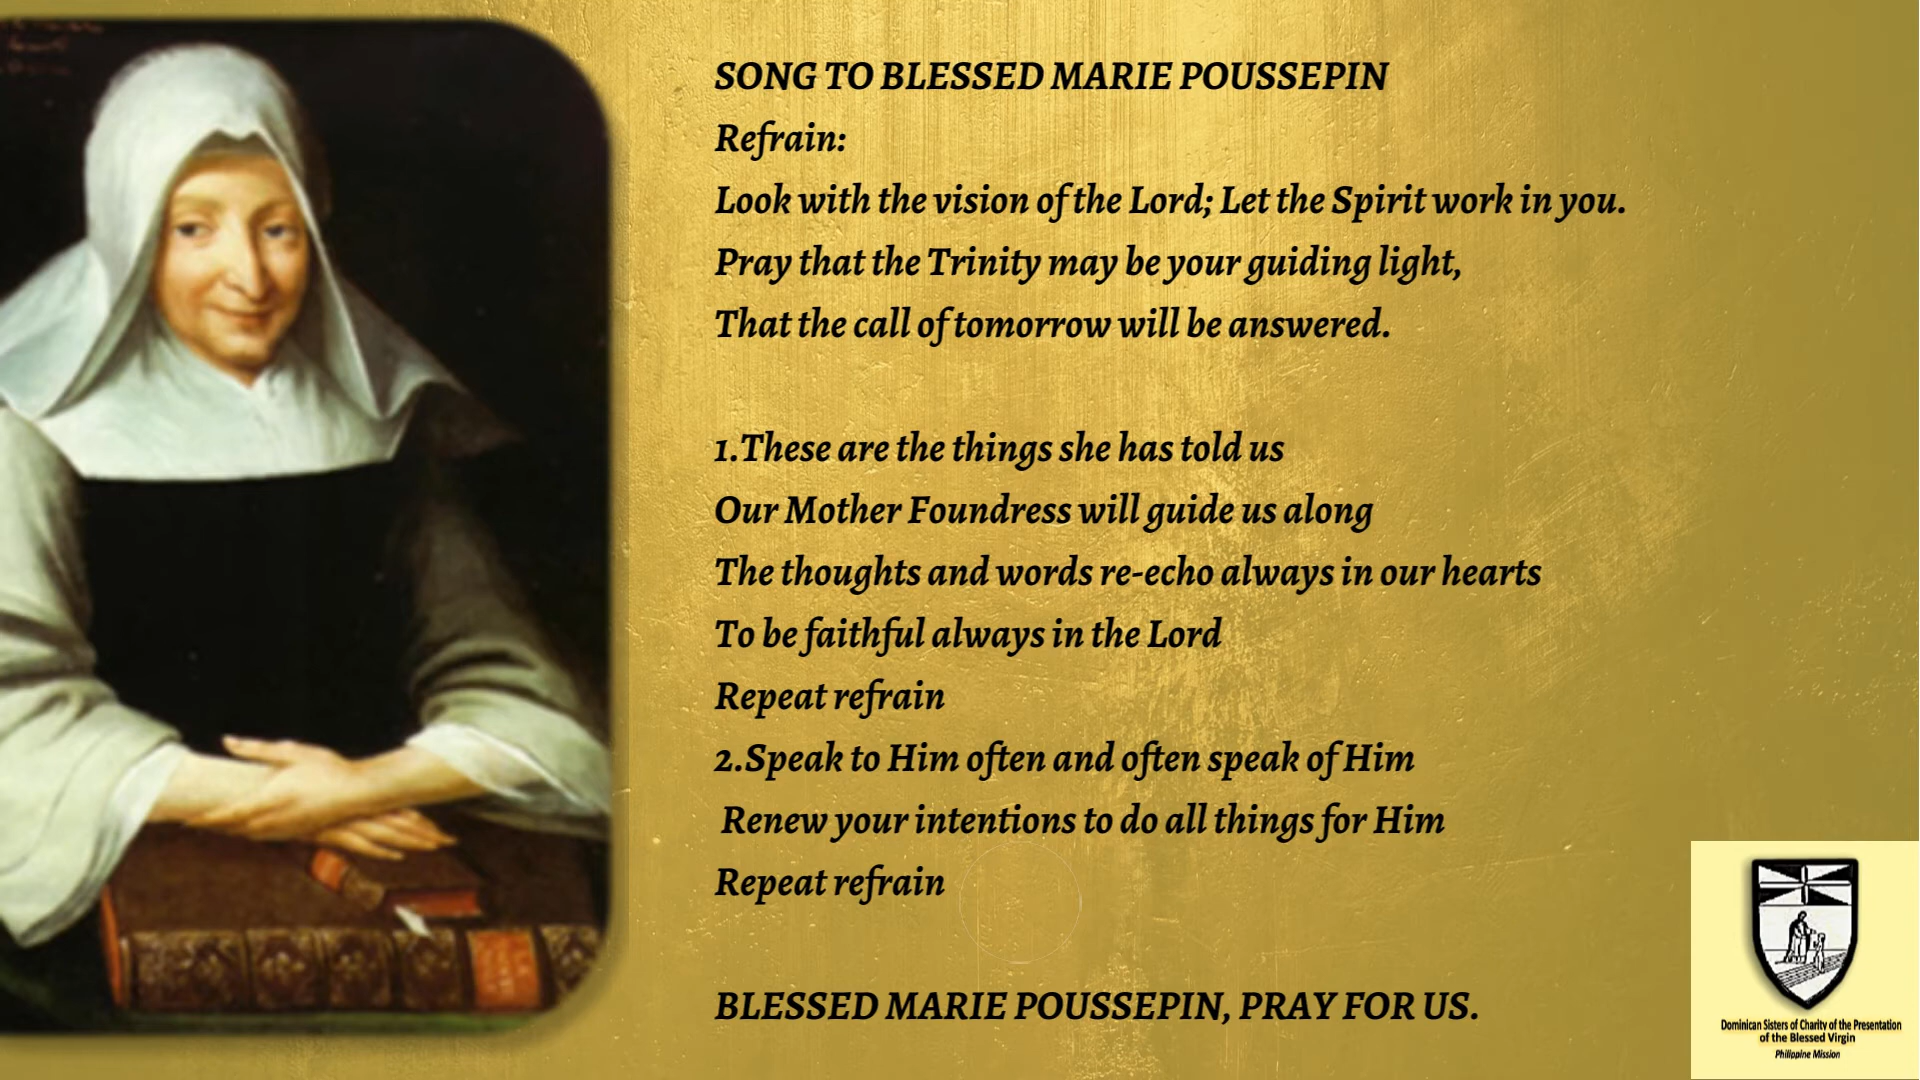 SONG TO BLESSED MARIE POUSSEPIN
Refrain:
Look with the vision of the Lord; Let the Spirit work in you.
Pray that the Trinity may be your guiding light,
That the call of tomorrow will be answered.
1.These are the things she has told us
Our Mother Foundress will guide us along
The thoughts and words re-echo always in our hearts
To be faithful always in the Lord
Repeat refrain
2.Speak to Him often and often speak of Him
Renew your intentions to do all things for Him
Repeat refrain
BLESSED MARIE POUSSEPIN, PRAY FOR US.
Dominican Sisters of Charity of the Presentation
of the Blessed Virgin
Philippine Mission